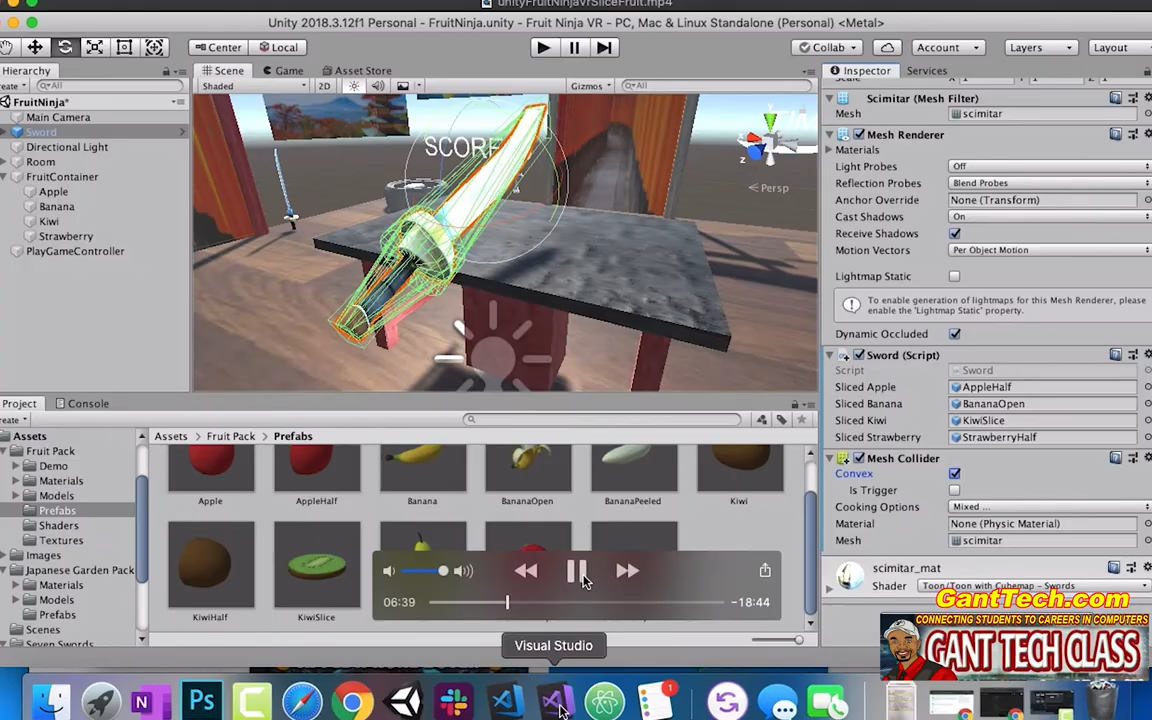 unityFruitNinjaVrSliceFruit.mp4
Unity 2018.3.12f1 Personal - FruitNinja.unity - Fruit Ninja VR - PC, Mac & Linux Standalone (Personal) <Metal>
Center Local Collab Account Layers Layout
Hierarchy Scene Game Asset Store Inspector Services
All Shaded 2D Gizmos All
FruitNinja*
Main Camera
Sword
Directional Light
Room
FruitContainer
Apple
Banana
Kiwi
Strawberry
PlayGameController
SCORE
y
x
z
Persp
Scimitar (Mesh Filter)
Mesh scimitar
Mesh Renderer
Materials
Light Probes Off
Reflection Probes Blend Probes
Anchor Override None (Transform)
Cast Shadows On
Receive Shadows
Motion Vectors Per Object Motion
Lightmap Static
To enable generation of lightmaps for this Mesh Renderer, please
enable the 'Lightmap Static' property.
Dynamic Occluded
Sword (Script)
Script Sword
Sliced Apple AppleHalf
Sliced Banana BananaOpen
Sliced Kiwi KiwiSlice
Sliced Strawberry StrawberryHalf
Mesh Collider
Convex
Is Trigger
Cooking Options Mixed ...
Material None (Physic Material)
Mesh scimitar
scimitar_mat
Shader Toon/Toon with Cubemap - Swords
Project Console
Assets
Fruit Pack
Demo
Materials
Models
Prefabs
Shaders
Textures
Images
Japanese Garden Pack
Materials
Models
Prefabs
Scenes
Seven Swords
Assets Fruit Pack Prefabs
Apple AppleHalf Banana BananaOpen BananaPeeled Kiwi
KiwiHalf KiwiSlice
06:39 -18:44
Visual Studio
GantTech.com
CONNECTING STUDENTS TO CAREERS IN COMPUTERS
GANT TECH CLASS
N Ps C 1